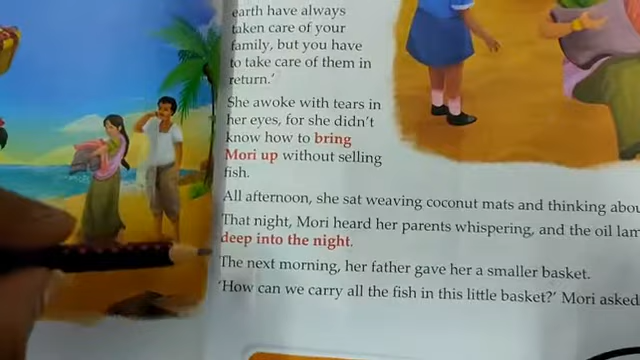 earth have always
taken care of your
family, but you have
to take care of them in
return.'
She awoke with tears in
her eyes, for she didn't
know how to bring
Mori up without selling
fish.
All afternoon, she sat weaving coconut mats and thinking
That night, Mori heard her parents whispering, and the oil
deep into the night.
The next morning, her father gave her a smaller basket.
'How can we carry all the fish in this little basket?' Mori asked